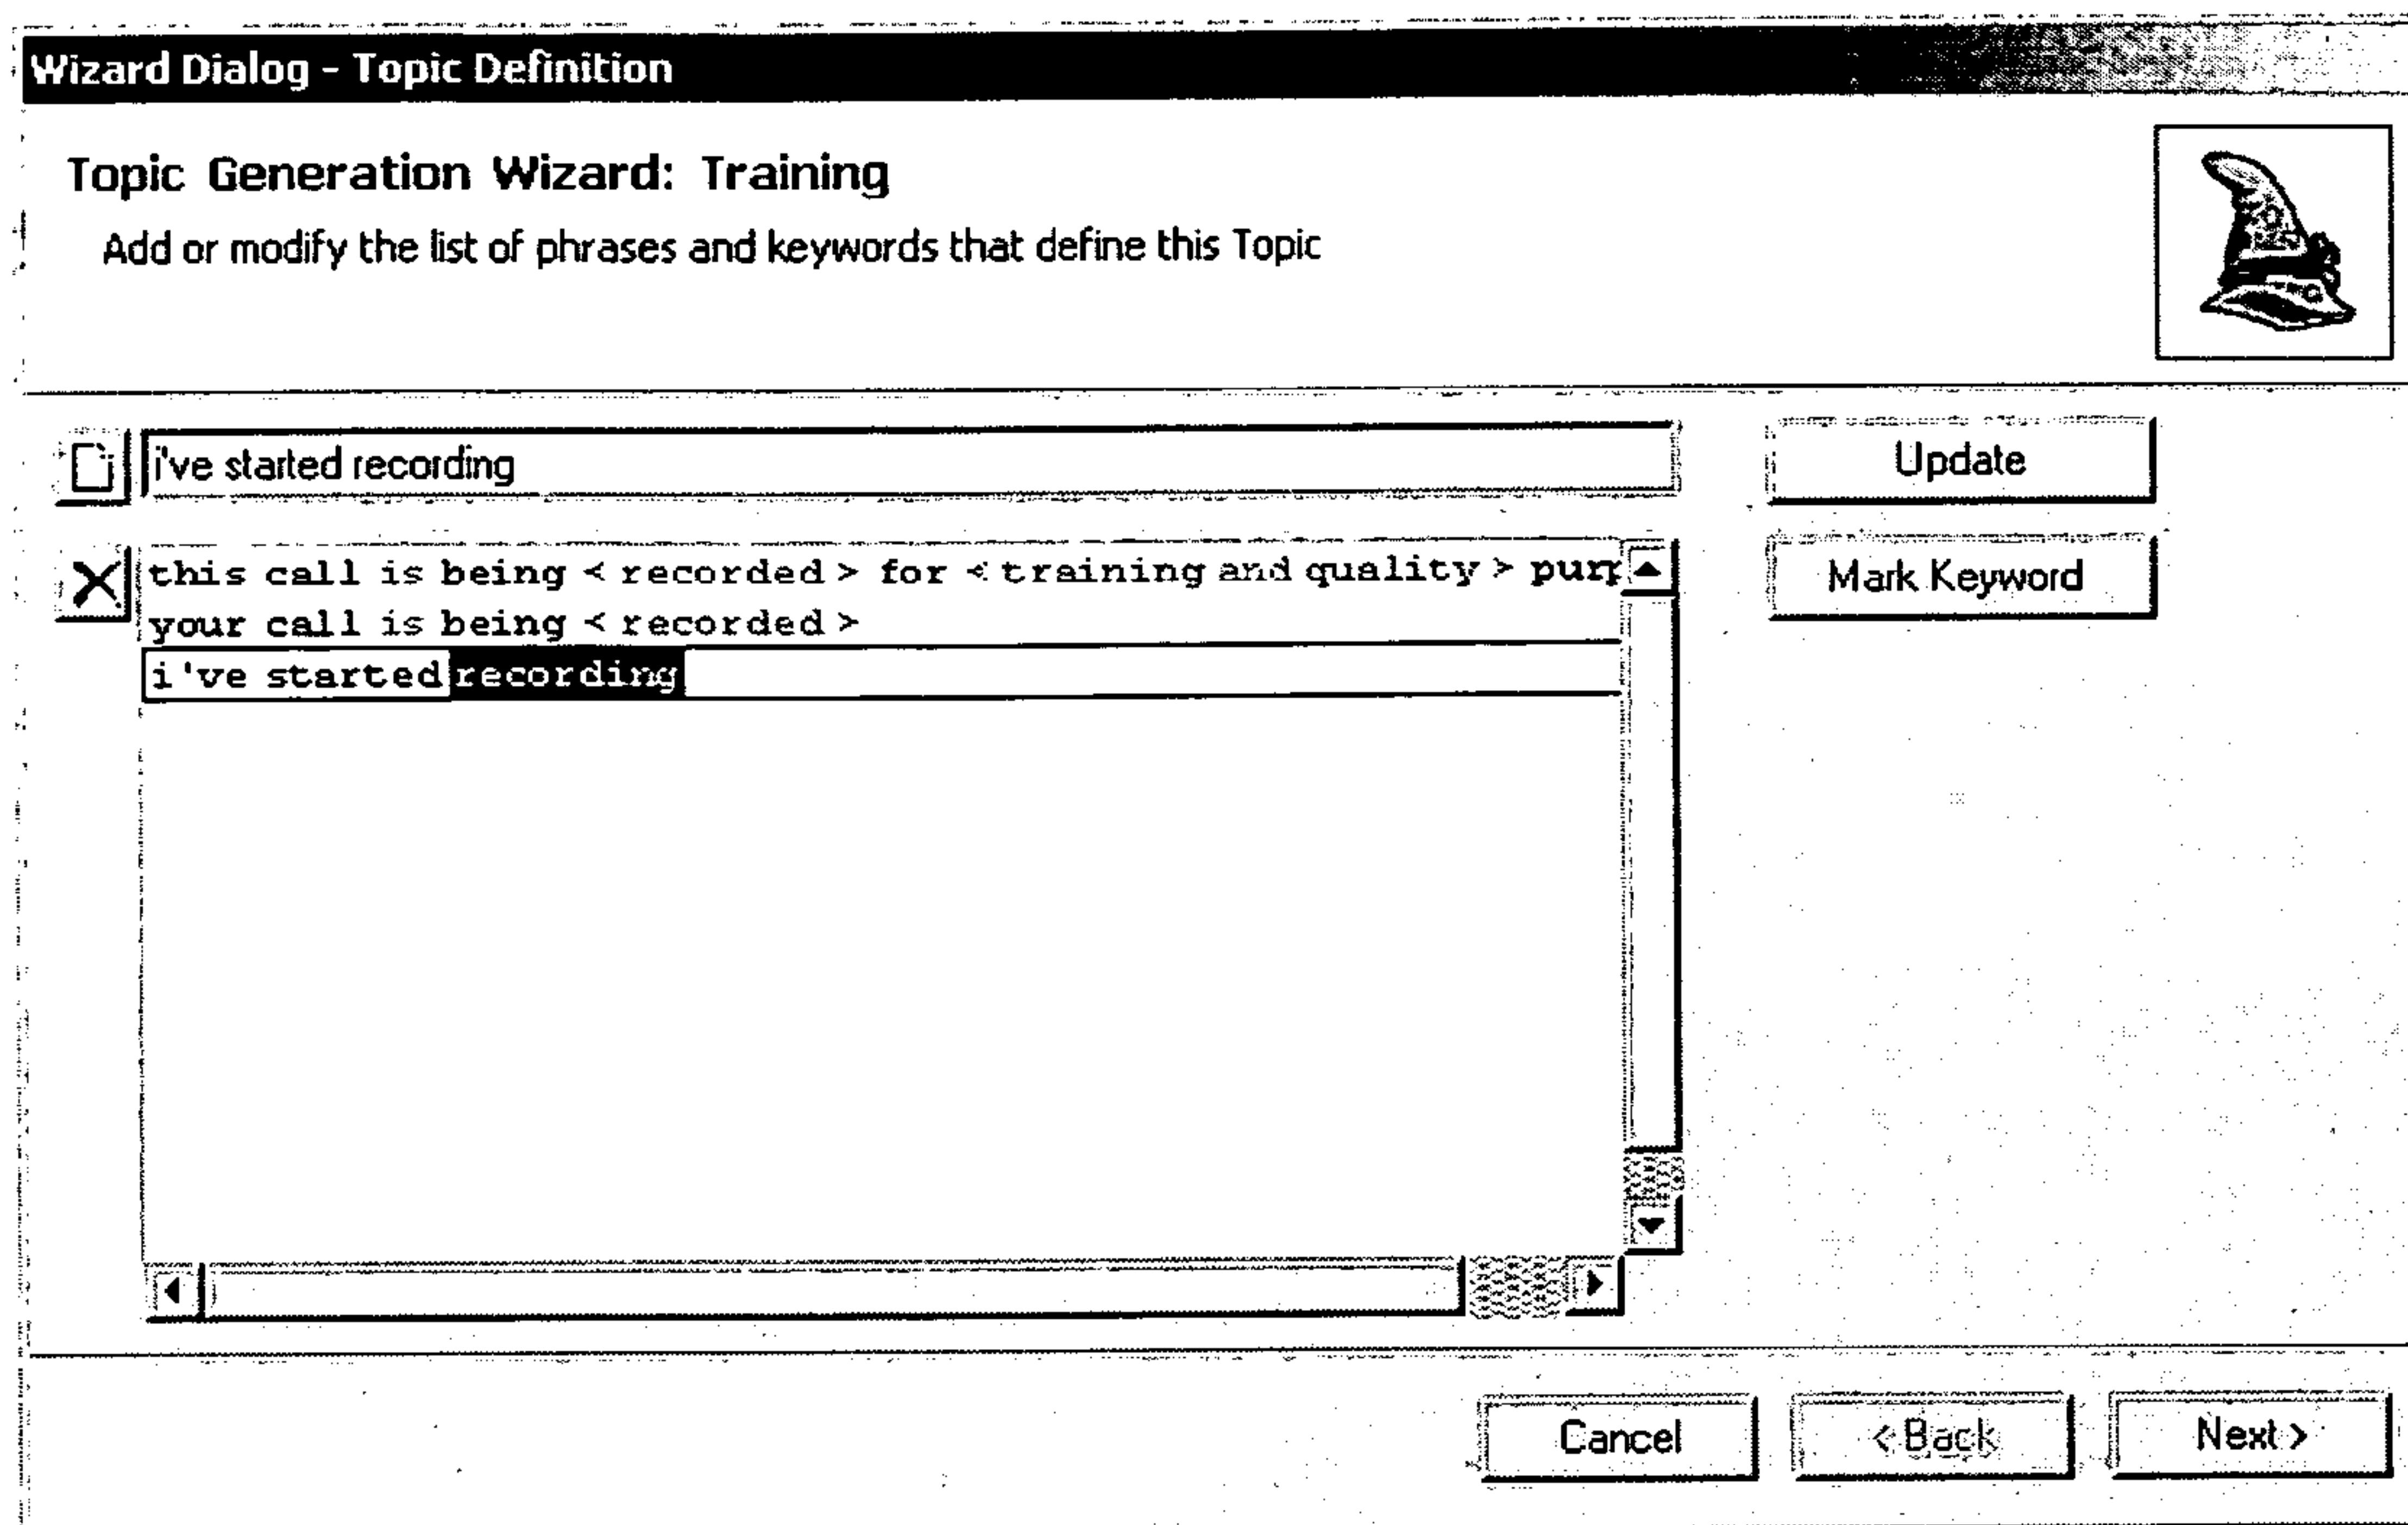 Wizard Dialog - Topic Definition
Topic Generation Wizard: Training
Add or modify the list of phrases and keywords that define this Topic
i've started recording
Update
this call is being < recorded > for < training and quality > purp
Mark Keyword
your call is being < recorded >
i've started recording
Cancel
< Back
Next >